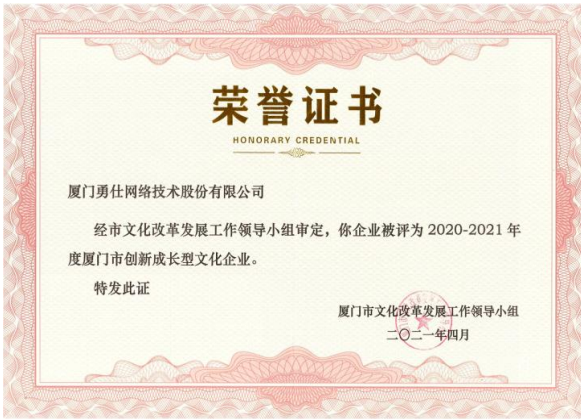 荣誉证书
HONORARY CREDENTIAL
厦门勇仕网络技术股份有限公司
经市文化改革发展工作领导小组审定，你企业被评为 2020-2021 年
度厦门市创新成长型文化企业。
特发此证
厦门市文化改革发展工作领导小组
二〇二一年四月